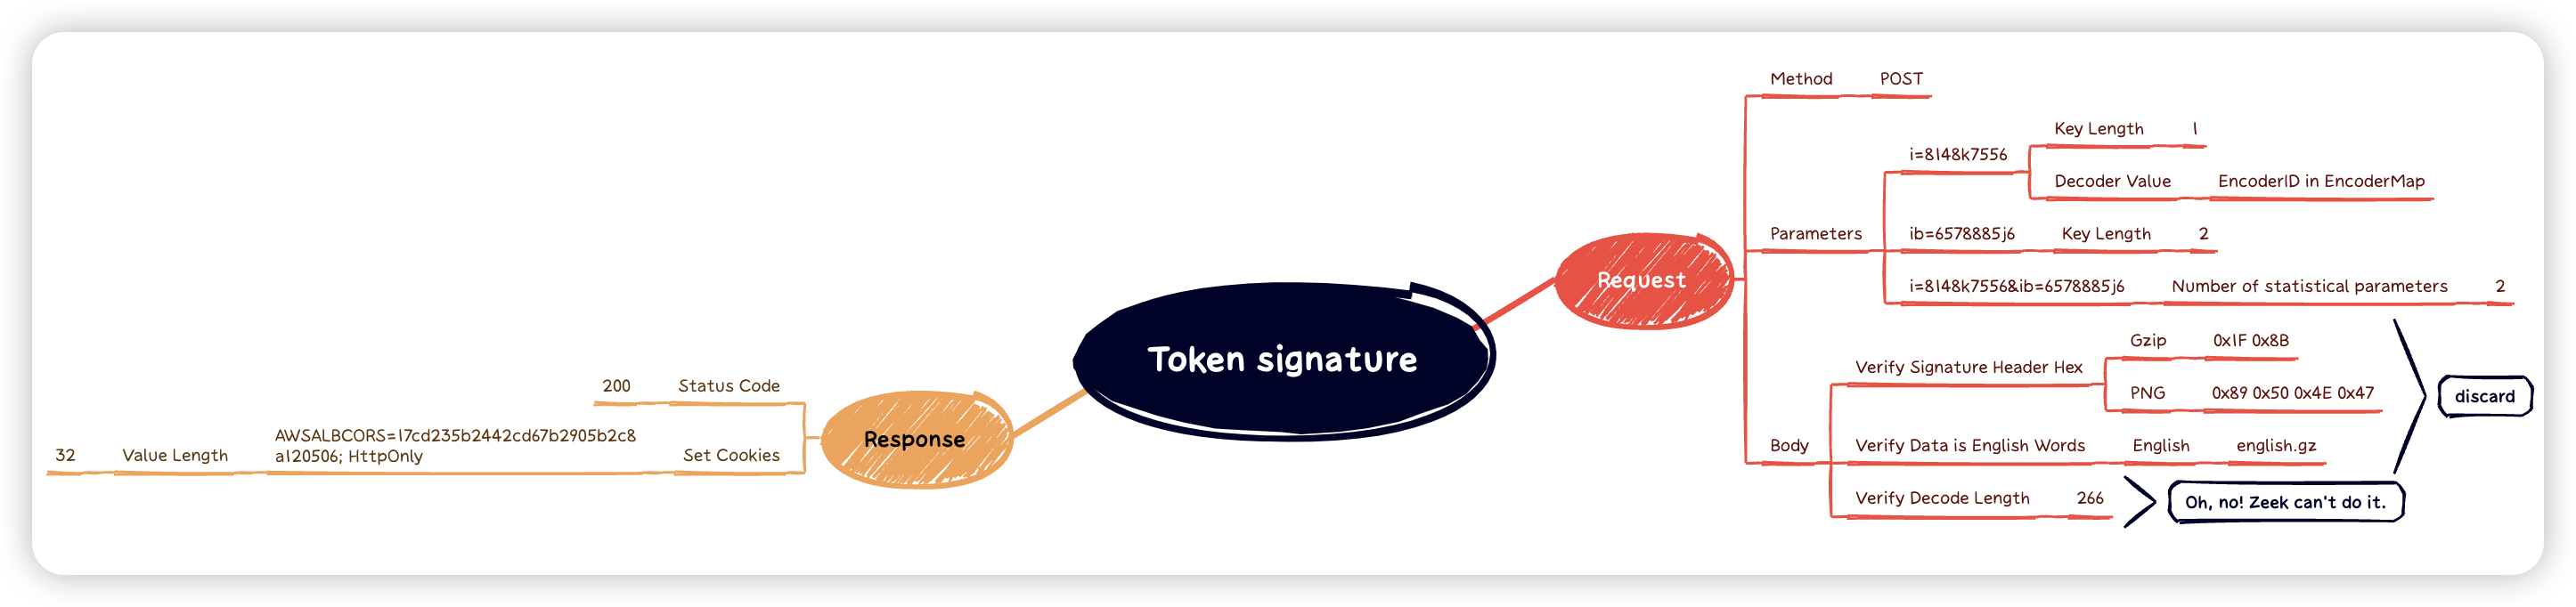 Token signature
Request
Method
POST
Parameters
i=8148k7556
Key Length
1
Decoder Value
EncoderID in EncoderMap
ib=6578885j6
Key Length
2
i=8148k7556&ib=6578885j6
Number of statistical parameters
2
Body
Verify Signature Header Hex
Gzip
0x1F 0x8B
PNG
0x89 0x50 0x4E 0x47
Verify Data is English Words
English
english.gz
discard
Verify Decode Length
266
Oh, no! Zeek can't do it.
Response
Status Code
200
Set Cookies
AWSALBCORS=17cd235b2442cd67b2905b2c8
a120506; HttpOnly
Value Length
32